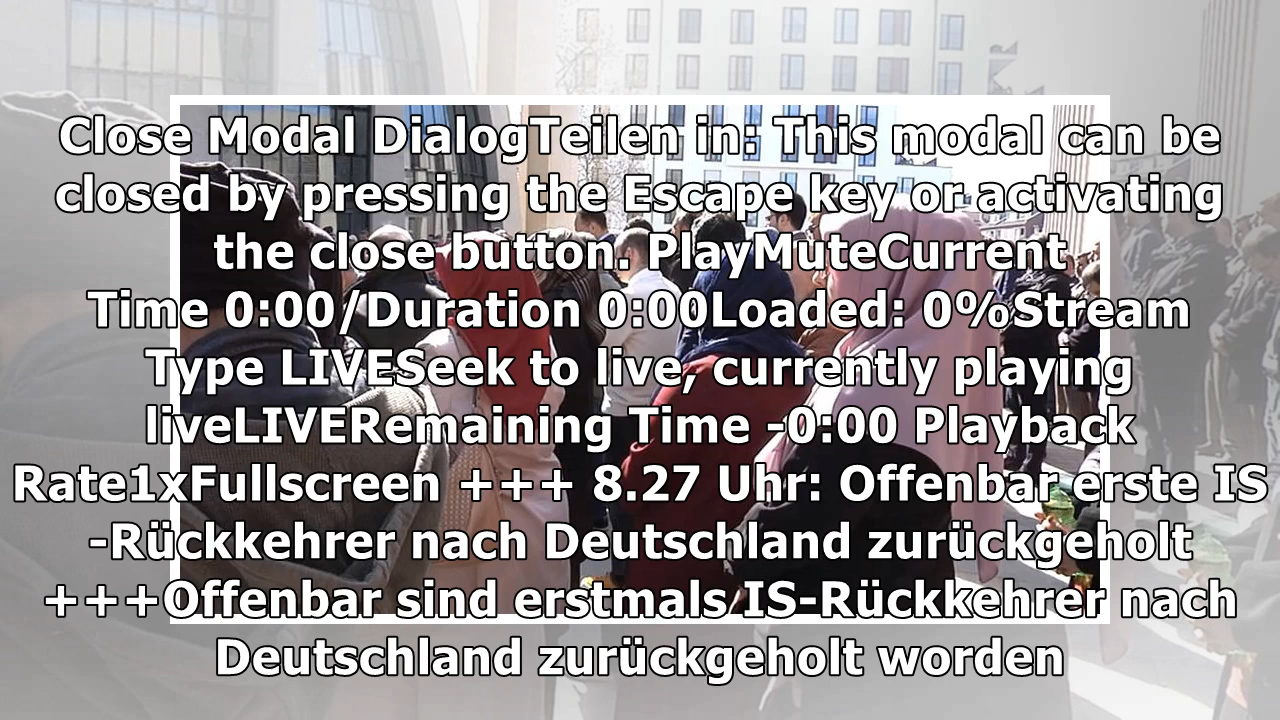 Close Modal DialogTeilen in: This modal can be
closed by pressing the Escape key or activating
the close button. PlayMuteCurrent
Time 0:00/Duration 0:00Loaded: 0%Stream
Type LIVESeek to live, currently playing
liveLIVERemaining Time -0:00 Playback
Rate1xFullscreen +++ 8.27 Uhr: Offenbar erste IS
-Rückkehrer nach Deutschland zurückgeholt
+++Offenbar sind erstmals IS-Rückkehrer nach
Deutschland zurückgeholt worden